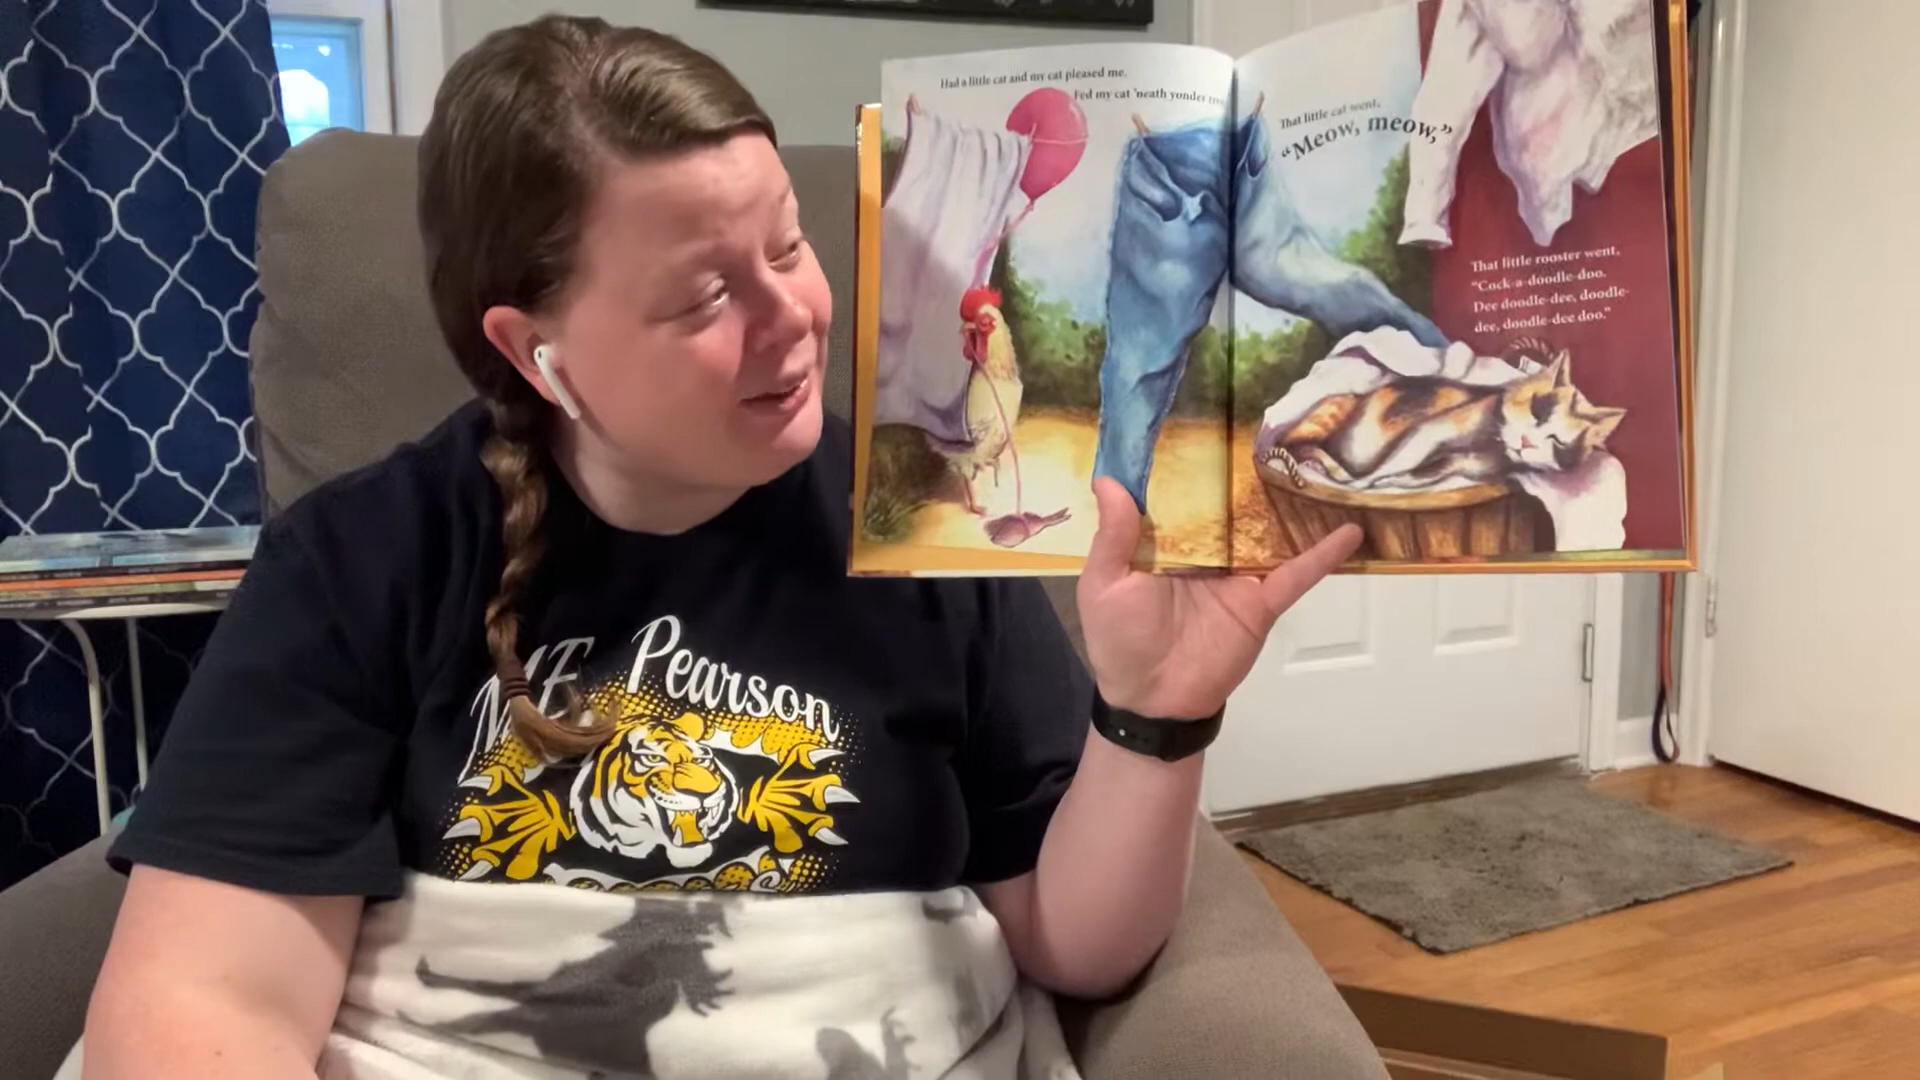 Had a little cat and my cat pleased me.
Fed my cat 'neath yonder tree
That little cat went,
"Meow, meow,"
That little rooster went,
"Cock-a-doodle-doo.
Dee doodle-dee, doodle-
dee, doodle-dee doo."
ME Pearson